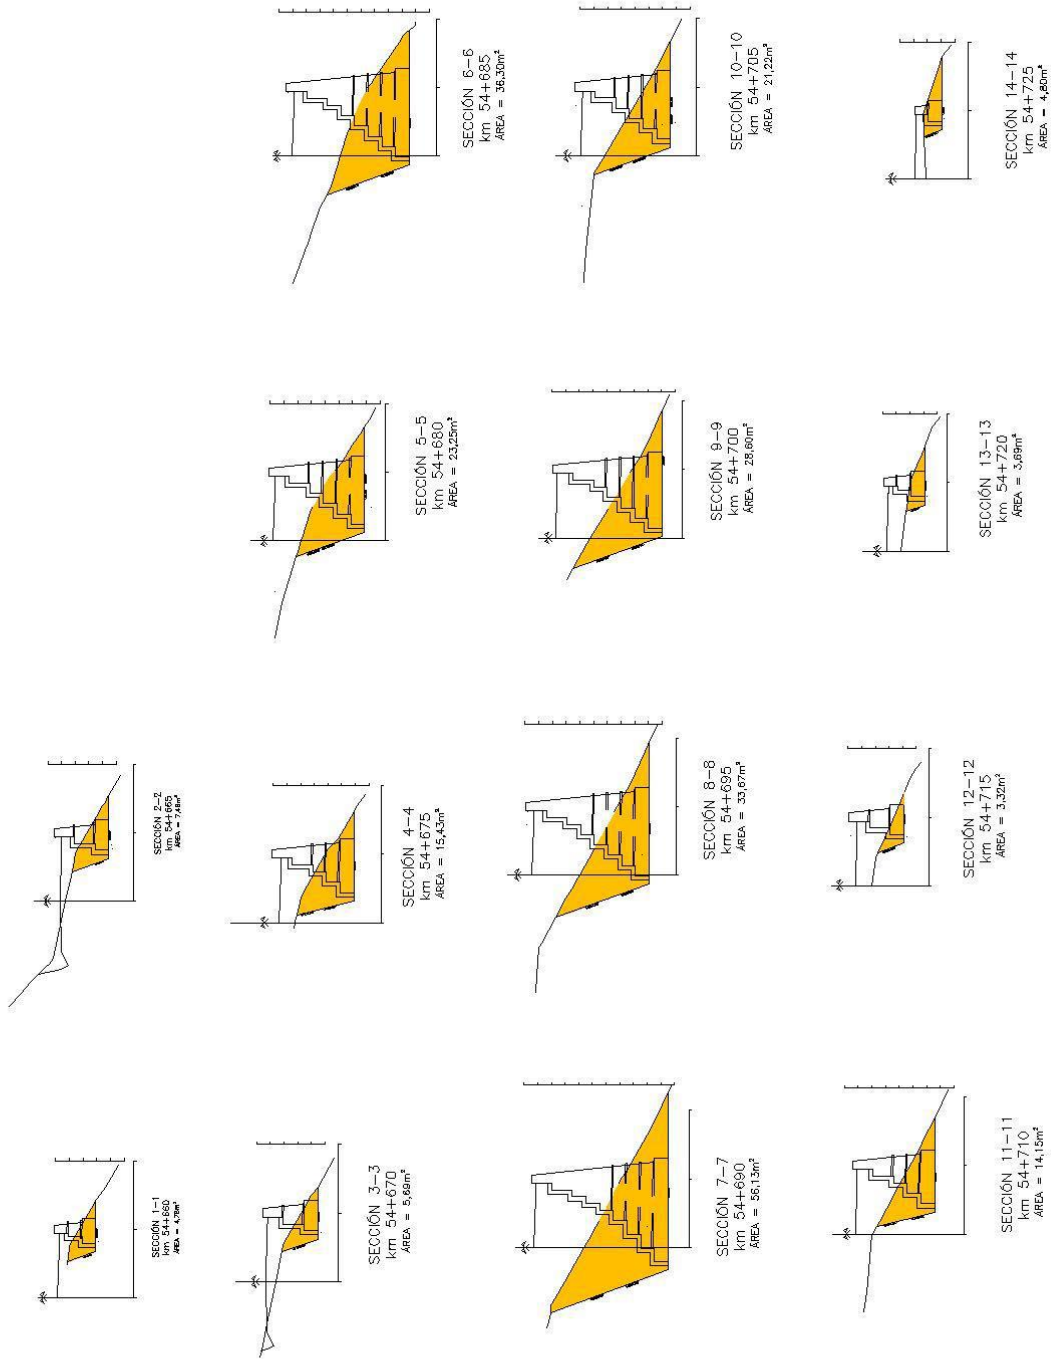 SECCIÓN 1-1
km 54+660
ÁREA = 4,78m²
SECCIÓN 2-2
km 54+665
ÁREA = 7,48m²
SECCIÓN 3-3
km 54+670
ÁREA = 5,69m²
SECCIÓN 4-4
km 54+675
ÁREA = 15,43m²
SECCIÓN 5-5
km 54+680
ÁREA = 23,25m²
SECCIÓN 6-6
km 54+685
ÁREA = 36,30m²
SECCIÓN 7-7
km 54+690
ÁREA = 56,13m²
SECCIÓN 8-8
km 54+695
ÁREA = 33,67m²
SECCIÓN 9-9
km 54+700
ÁREA = 28,60m²
SECCIÓN 10-10
km 54+705
ÁREA = 21,22m²
SECCIÓN 11-11
km 54+710
ÁREA = 14,15m²
SECCIÓN 12-12
km 54+715
ÁREA = 3,32m²
SECCIÓN 13-13
km 54+720
ÁREA = 3,69m²
SECCIÓN 14-14
km 54+725
ÁREA = 4,80m²